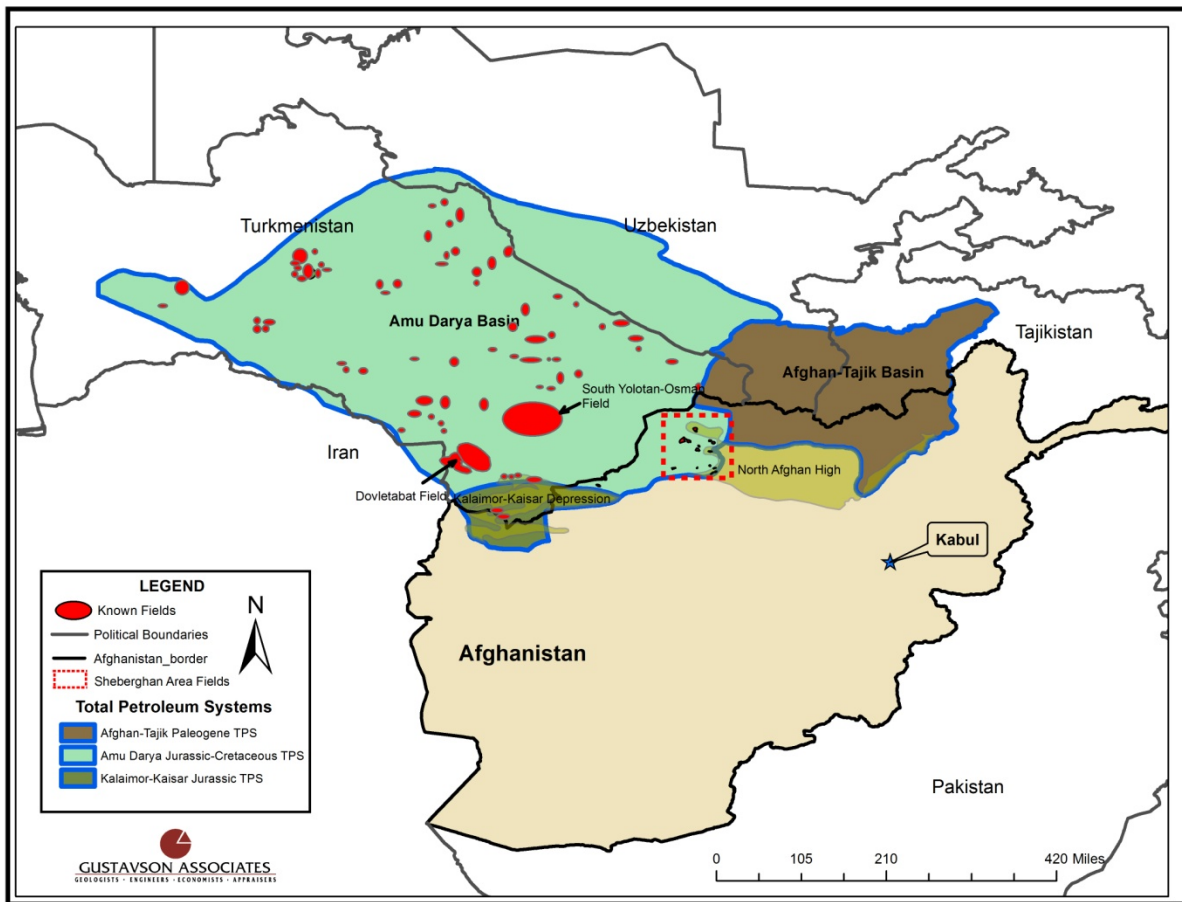 Turkmenistan
Uzbekistan
Amu Darya Basin
Tajikistan
Afghan-Tajik Basin
South Yolotan-Osman
Field
Iran
North Afghan High
Dovletabat Field
Kalaimor-Kaisar Depression
Kabul
LEGEND
Known Fields
Political Boundaries
Afghanistan_border
Sheberghan Area Fields
Total Petroleum Systems
Afghan-Tajik Paleogene TPS
Amu Darya Jurassic-Cretaceous TPS
Kalaimor-Kaisar Jurassic TPS
N
Afghanistan
Pakistan
GUSTAVSON ASSOCIATES
GEOLOGISTS · ENGINEERS · ECONOMISTS · APPRAISERS
0 105 210 420 Miles